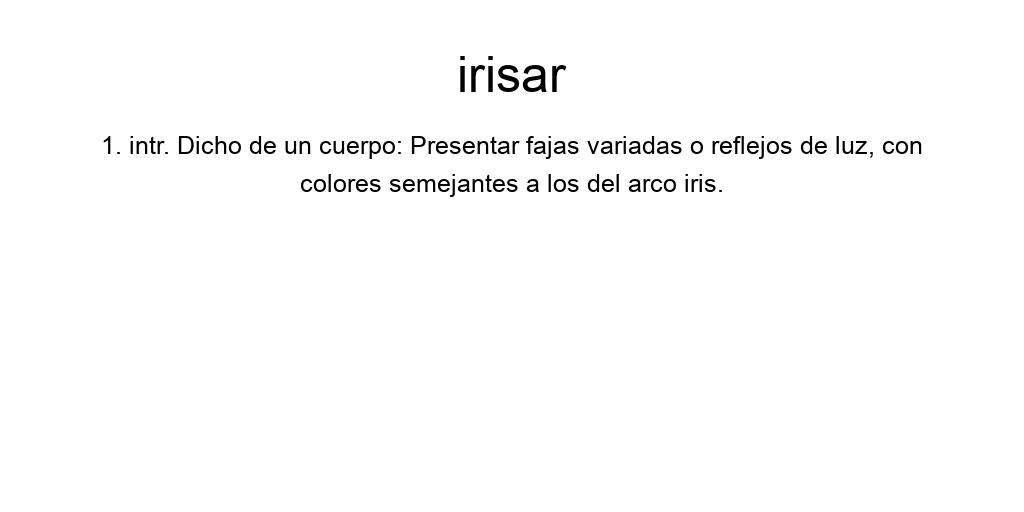 irisar
1. intr. Dicho de un cuerpo: Presentar fajas variadas o reflejos de luz, con
colores semejantes a los del arco iris.